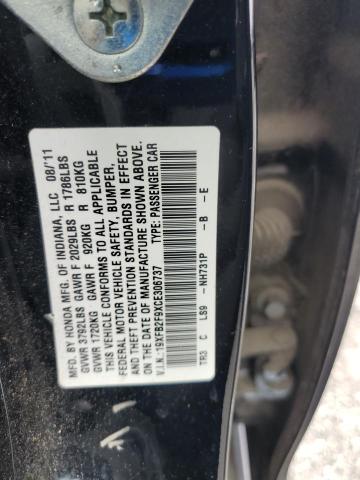 MFD. BY HONDA MFG. OF INDIANA, LLC 08/'11
GVWR 3792LBS GAWR F 2029LBS R 1786LBS
GVWR 1720KG GAWR F 920KG R 810KG
THIS VEHICLE CONFORMS TO ALL APPLICABLE
FEDERAL MOTOR VEHICLE SAFETY, BUMPER,
AND THEFT PREVENTION STANDARDS IN EFFECT
ON THE DATE OF MANUFACTURE SHOWN ABOVE.
V.I.N.:19XFB2F9XCE306737 TYPE: PASSENGER CAR
TR3 C LS9 -NH731P -B -E